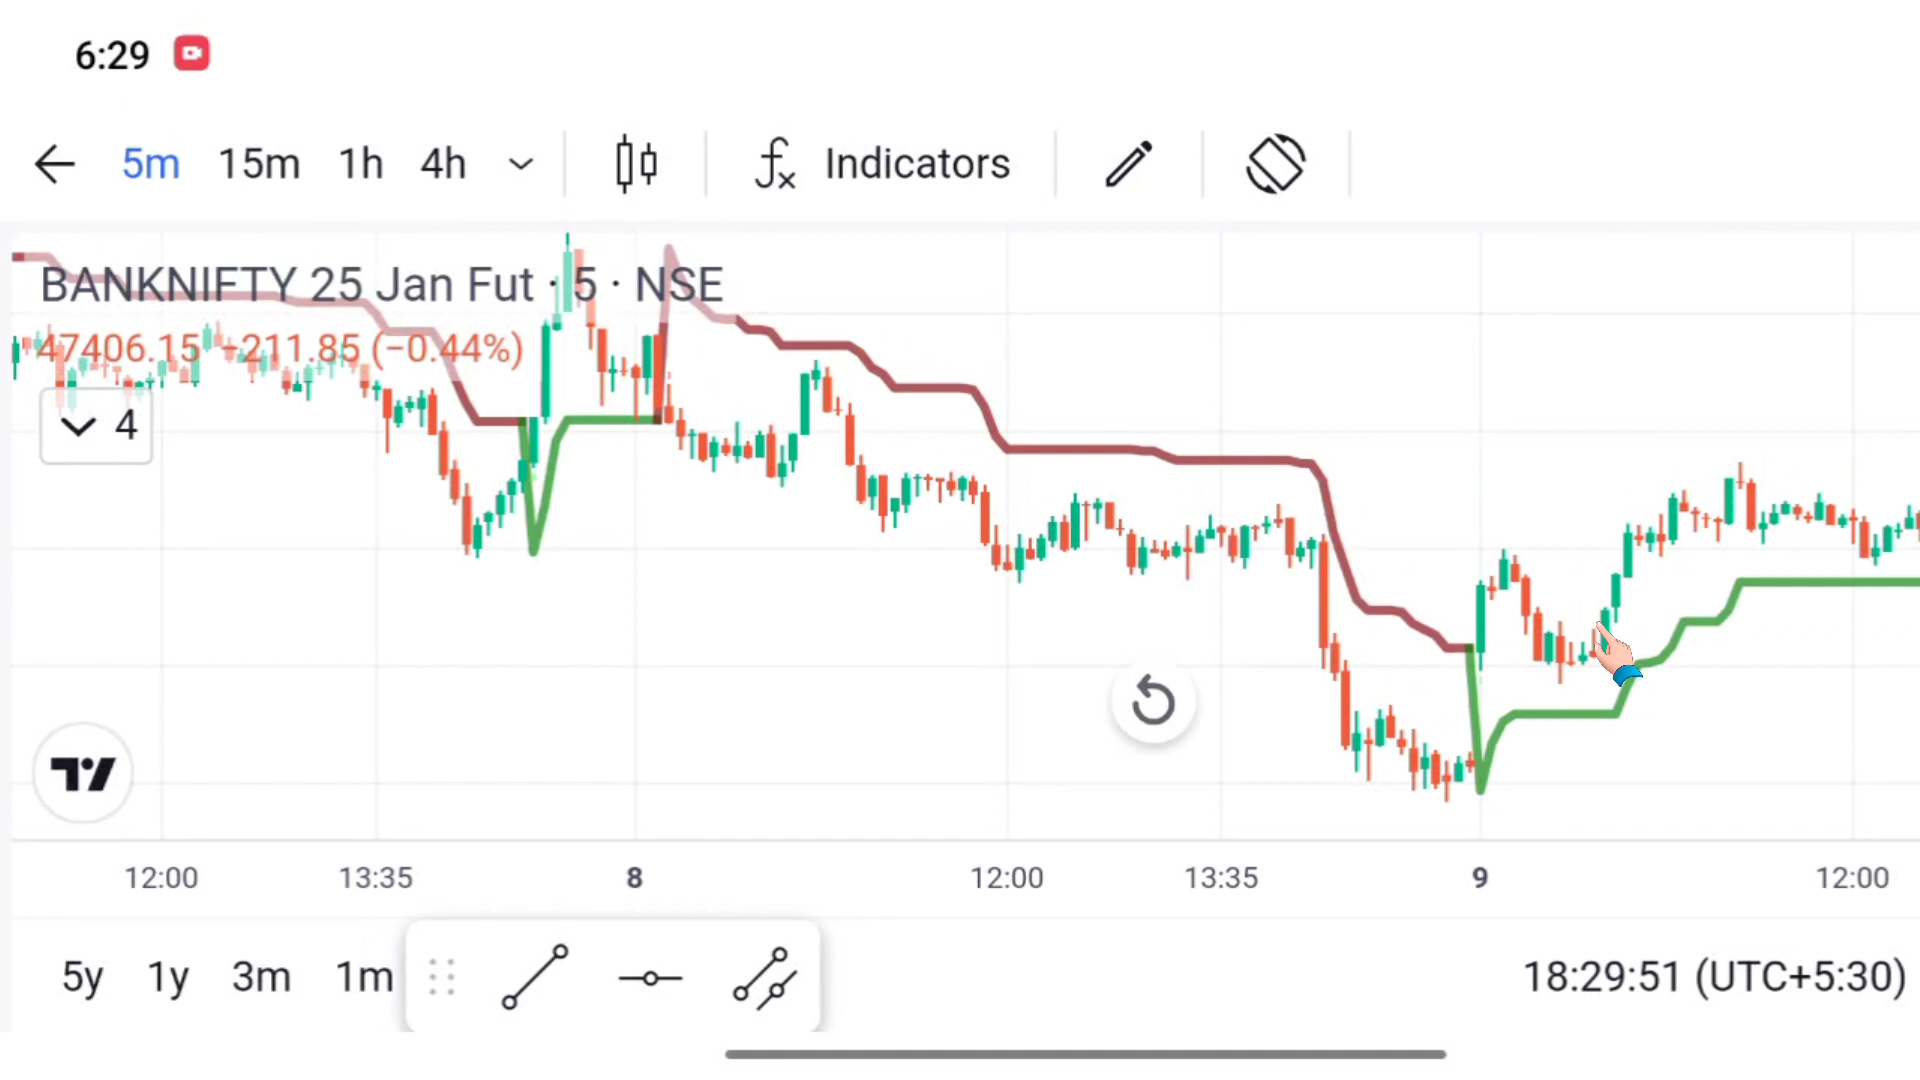 6:29
5m 15m 1h 4h Indicators
BANKNIFTY 25 Jan Fut · 5 · NSE
47406.15 −211.85 (−0.44%)
4
12:00 13:35 8 12:00 13:35 9 12:00
5y 1y 3m 1m 18:29:51 (UTC+5:30)